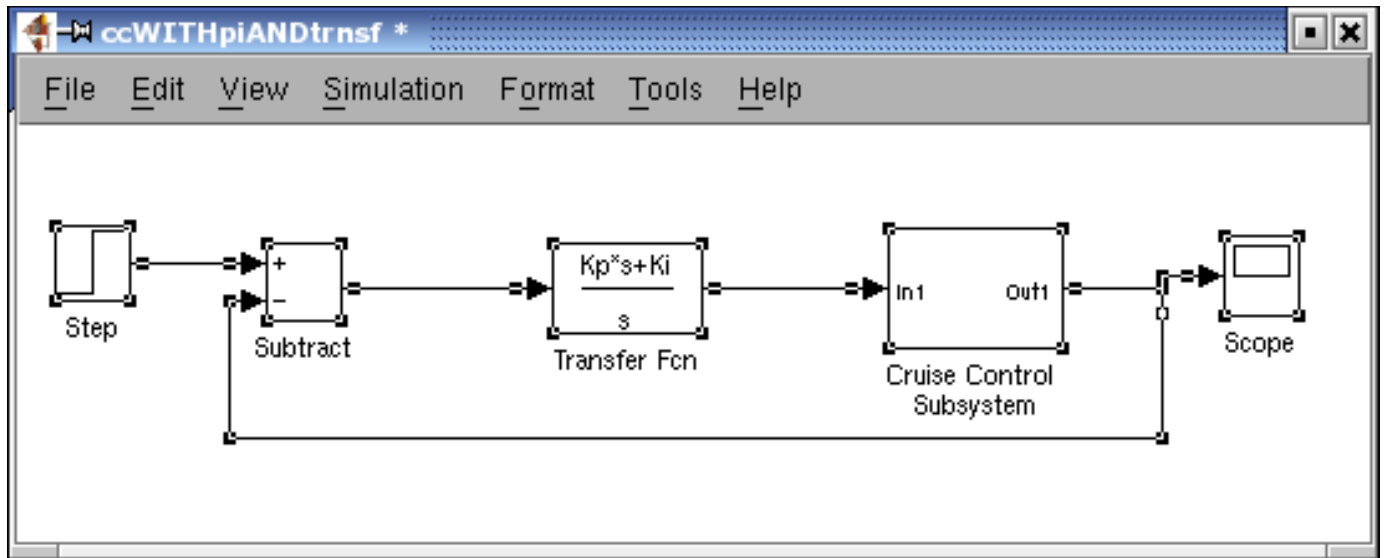 ccWITHpiANDtrnsf *
File Edit View Simulation Format Tools Help
Step
+
−
Subtract
Kp*s+Ki
s
Transfer Fcn
In1
Out1
Cruise Control
Subsystem
Scope